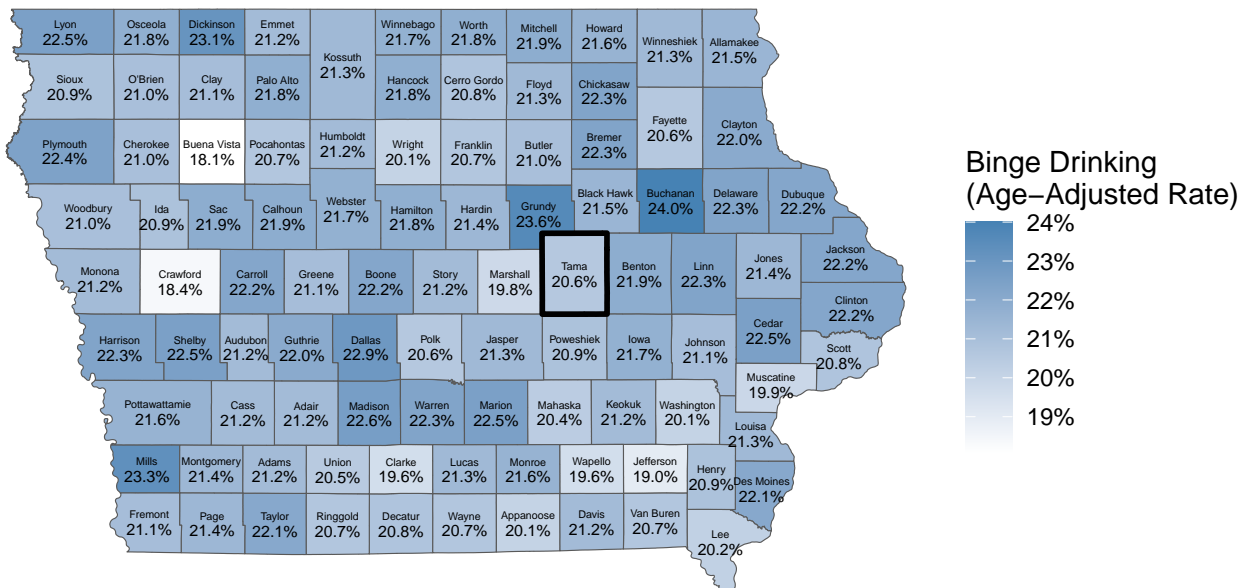 Lyon
22.5%
Osceola
21.8%
Dickinson
23.1%
Emmet
21.2%
Kossuth
21.3%
Winnebago
21.7%
Worth
21.8%
Mitchell
21.9%
Howard
21.6%
Winneshiek
21.3%
Allamakee
21.5%
Sioux
20.9%
O'Brien
21.0%
Clay
21.1%
Palo Alto
21.8%
Hancock
21.8%
Cerro Gordo
20.8%
Floyd
21.3%
Chickasaw
22.3%
Fayette
20.6%
Clayton
22.0%
Plymouth
22.4%
Cherokee
21.0%
Buena Vista
18.1%
Pocahontas
20.7%
Humboldt
21.2%
Wright
20.1%
Franklin
20.7%
Butler
21.0%
Bremer
22.3%
Woodbury
21.0%
Ida
20.9%
Sac
21.9%
Calhoun
21.9%
Webster
21.7%
Hamilton
21.8%
Hardin
21.4%
Grundy
23.6%
Black Hawk
21.5%
Buchanan
24.0%
Delaware
22.3%
Dubuque
22.2%
Monona
21.2%
Crawford
18.4%
Carroll
22.2%
Greene
21.1%
Boone
22.2%
Story
21.2%
Marshall
19.8%
Tama
20.6%
Benton
21.9%
Linn
22.3%
Jones
21.4%
Jackson
22.2%
Clinton
22.2%
Harrison
22.3%
Shelby
22.5%
Audubon
21.2%
Guthrie
22.0%
Dallas
22.9%
Polk
20.6%
Jasper
21.3%
Poweshiek
20.9%
Iowa
21.7%
Johnson
21.1%
Cedar
22.5%
Scott
20.8%
Muscatine
19.9%
Pottawattamie
21.6%
Cass
21.2%
Adair
21.2%
Madison
22.6%
Warren
22.3%
Marion
22.5%
Mahaska
20.4%
Keokuk
21.2%
Washington
20.1%
Louisa
21.3%
Mills
23.3%
Montgomery
21.4%
Adams
21.2%
Union
20.5%
Clarke
19.6%
Lucas
21.3%
Monroe
21.6%
Wapello
19.6%
Jefferson
19.0%
Henry
20.9%
Des Moines
22.1%
Fremont
21.1%
Page
21.4%
Taylor
22.1%
Ringgold
20.7%
Decatur
20.8%
Wayne
20.7%
Appanoose
20.1%
Davis
21.2%
Van Buren
20.7%
Lee
20.2%
Binge Drinking
(Age−Adjusted Rate)
24%
23%
22%
21%
20%
19%